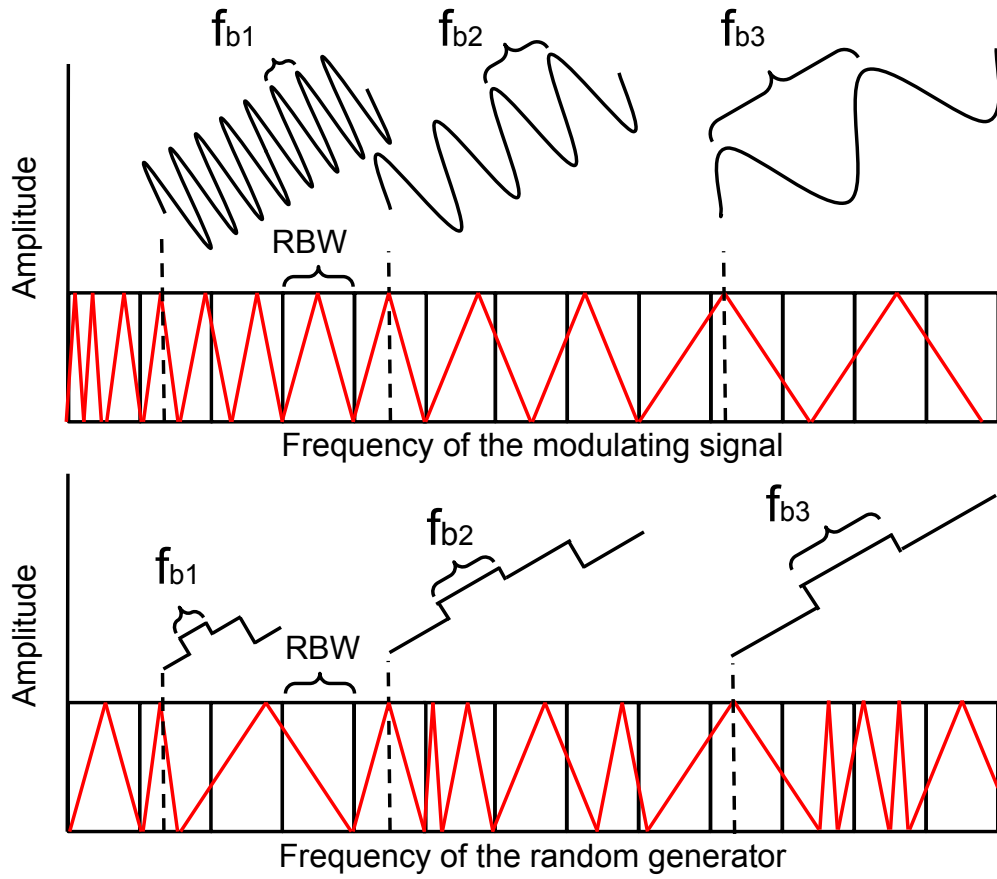 fb1
fb2
fb3
Amplitude
RBW
Frequency of the modulating signal
fb1
fb2
fb3
Amplitude
RBW
Frequency of the random generator